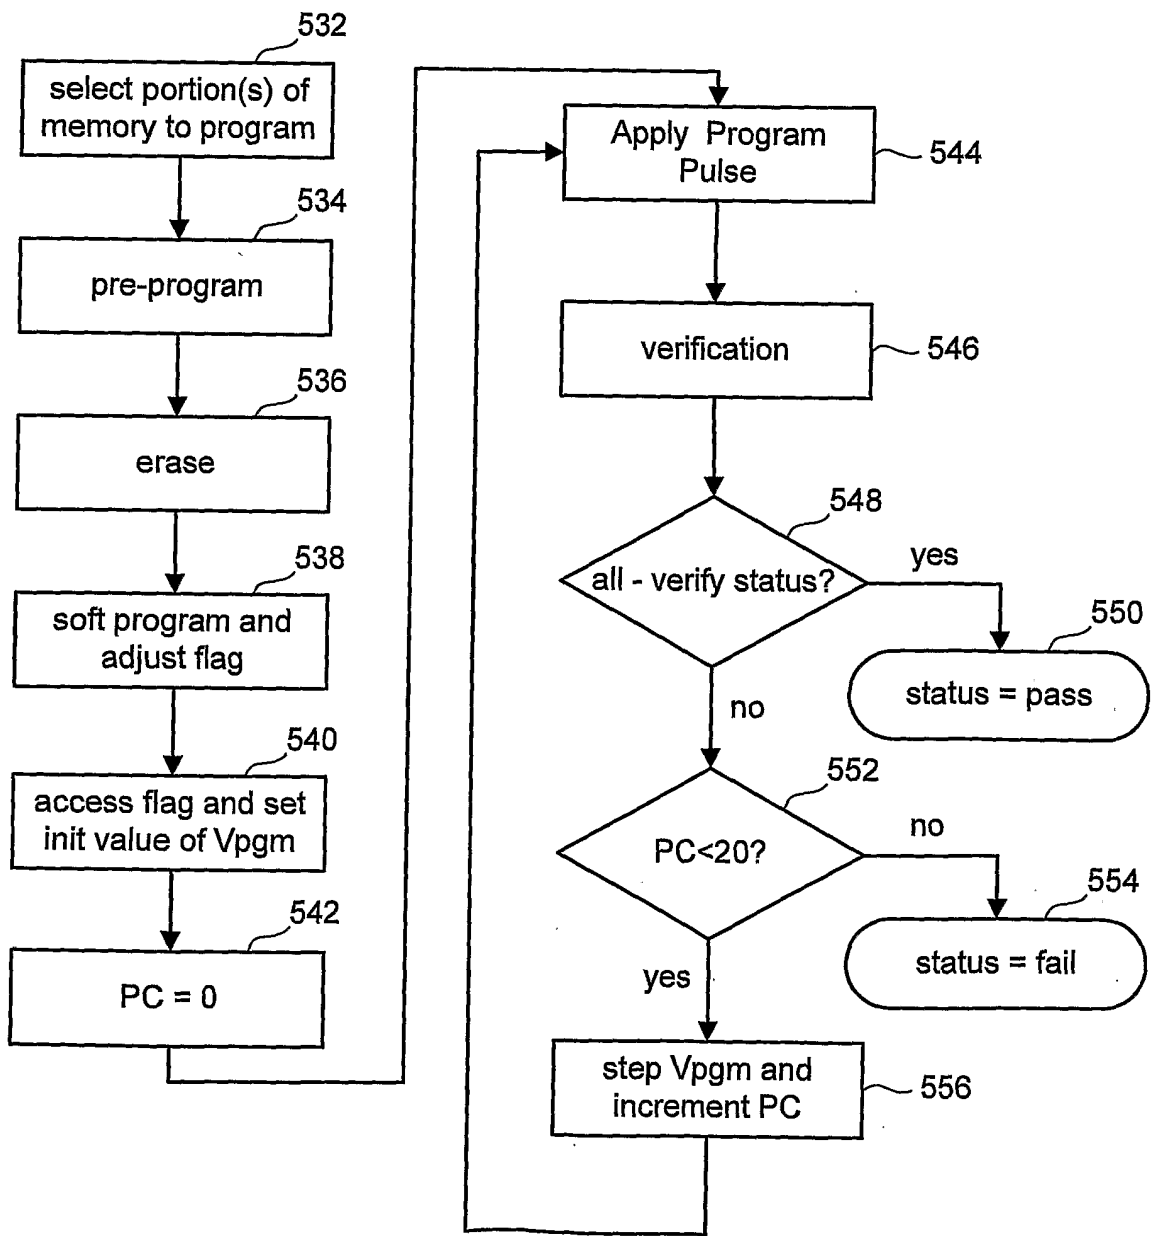 532
select portion(s) of
memory to program
534
pre-program
536
erase
538
soft program and
adjust flag
540
access flag and set
init value of Vpgm
542
PC = 0
Apply Program
Pulse
544
verification
546
548
all - verify status?
yes
550
status = pass
no
552
PC<20?
no
554
status = fail
yes
step Vpgm and
increment PC
556